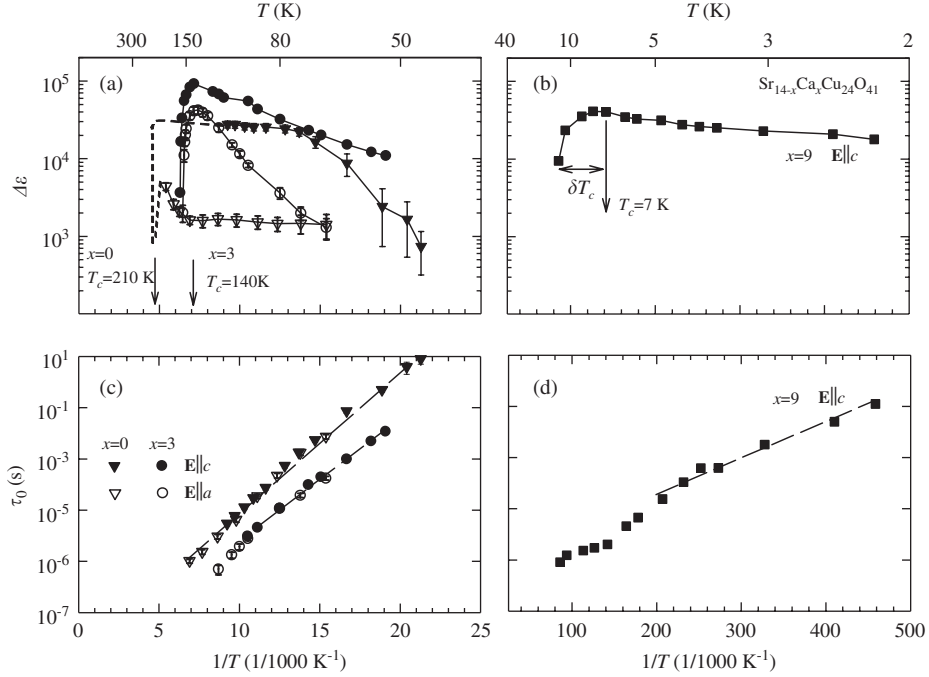 T (K)
T (K)
300
150
80
50
40
10
5
3
2
(a)
(b)
Sr14-xCaxCu24O41
10^5
10^4
10^3
Δε
x=9 E||c
δTc
Tc=7 K
x=0
x=3
Tc=210 K
Tc=140K
10^1
10^-1
10^-3
10^-5
10^-6
10^-7
τ0 (s)
(c)
(d)
x=0 x=3
E||c
E||a
x=9 E||c
0
5
10
15
20
25
100
200
300
400
500
1/T (1/1000 K^-1)
1/T (1/1000 K^-1)